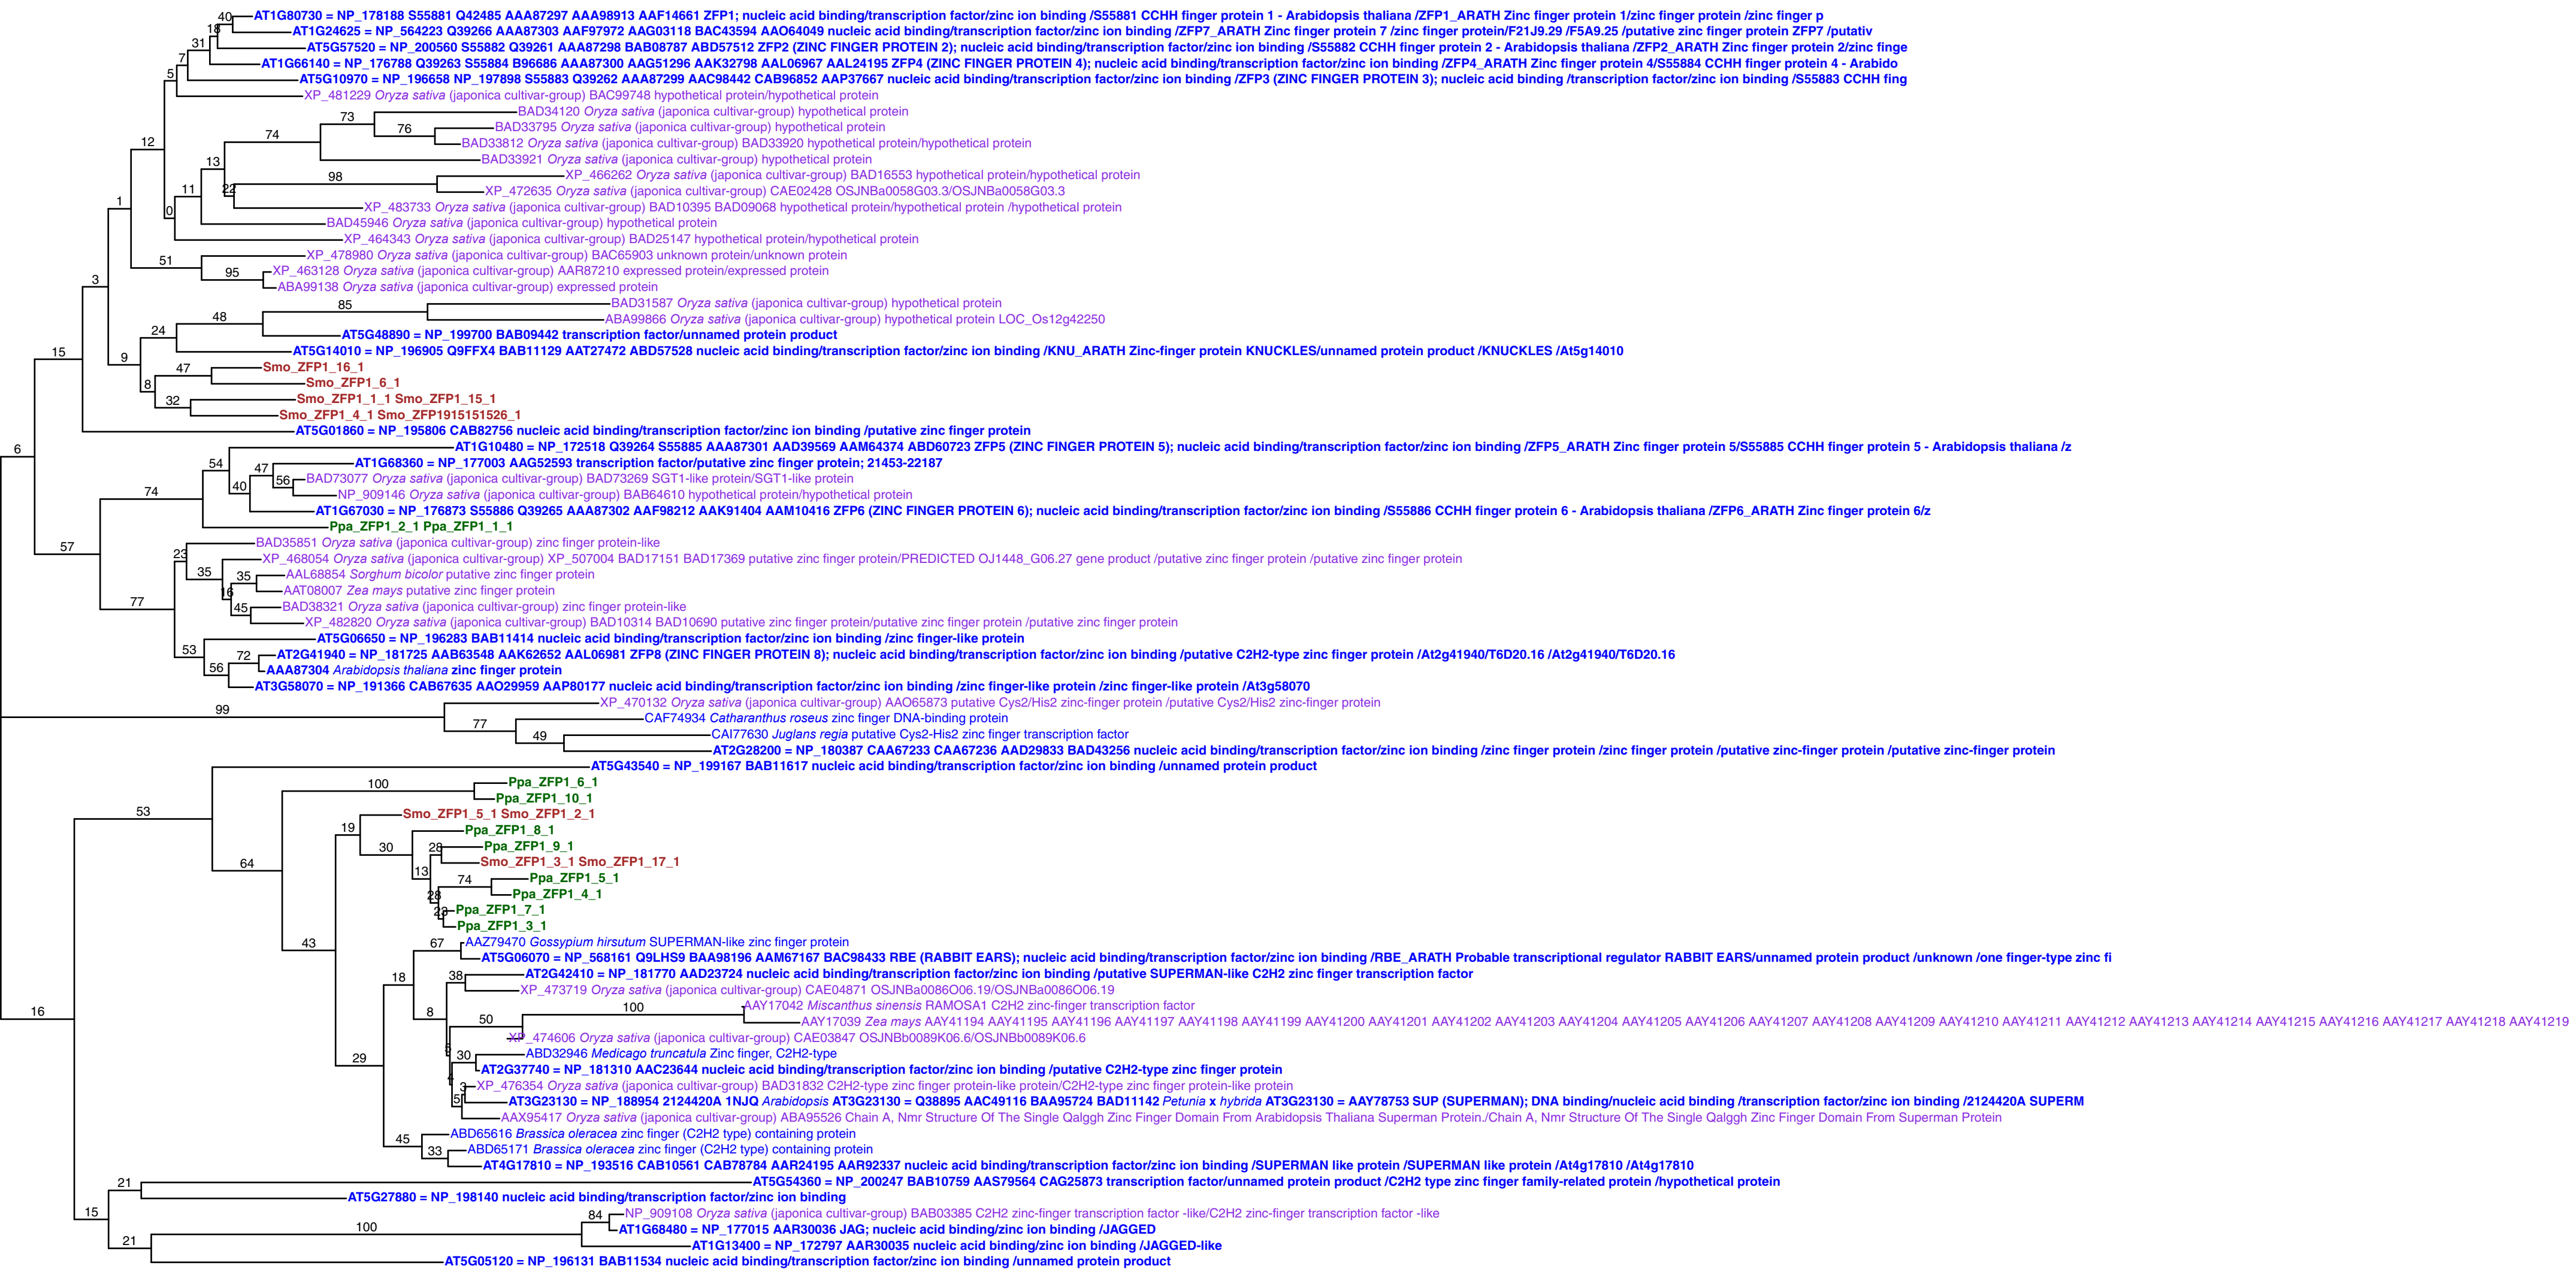 AT1G80730 = NP_178188 S55881 Q42485 AAA87297 AAA98913 AAF14661 ZFP1; nucleic acid binding/transcription factor/zinc ion binding /S55881 CCHH finger protein 1 - Arabidopsis thaliana /ZFP1_ARATH Zinc finger protein 1/zinc finger protein /zinc finger p
40
18
AT1G24625 = NP_564223 Q39266 AAA87303 AAF97972 AAG03118 BAC43594 AAO64049 nucleic acid binding/transcription factor/zinc ion binding /ZFP7_ARATH Zinc finger protein 7 /zinc finger protein/F21J9.29 /F5A9.25 /putative zinc finger protein ZFP7 /putativ
31
AT5G57520 = NP_200560 S55882 Q39261 AAA87298 BAB08787 ABD57512 ZFP2 (ZINC FINGER PROTEIN 2); nucleic acid binding/transcription factor/zinc ion binding /S55882 CCHH finger protein 2 - Arabidopsis thaliana /ZFP2_ARATH Zinc finger protein 2/zinc finge
7
AT1G66140 = NP_176788 Q39263 S55884 B96686 AAA87300 AAG51296 AAK32798 AAL06967 AAL24195 ZFP4 (ZINC FINGER PROTEIN 4); nucleic acid binding/transcription factor/zinc ion binding /ZFP4_ARATH Zinc finger protein 4/S55884 CCHH finger protein 4 - Arabido
5
AT5G10970 = NP_196658 NP_197898 S55883 Q39262 AAA87299 AAC98442 CAB96852 AAP37667 nucleic acid binding/transcription factor/zinc ion binding /ZFP3 (ZINC FINGER PROTEIN 3); nucleic acid binding /transcription factor/zinc ion binding /S55883 CCHH fing
XP_481229 Oryza sativa (japonica cultivar-group) BAC99748 hypothetical protein/hypothetical protein
BAD34120 Oryza sativa (japonica cultivar-group) hypothetical protein
73
76
BAD33795 Oryza sativa (japonica cultivar-group) hypothetical protein
74
12
BAD33812 Oryza sativa (japonica cultivar-group) BAD33920 hypothetical protein/hypothetical protein
13
BAD33921 Oryza sativa (japonica cultivar-group) hypothetical protein
98
XP_466262 Oryza sativa (japonica cultivar-group) BAD16553 hypothetical protein/hypothetical protein
11
22
XP_472635 Oryza sativa (japonica cultivar-group) CAE02428 OSJNBa0058G03.3/OSJNBa0058G03.3
1
0
XP_483733 Oryza sativa (japonica cultivar-group) BAD10395 BAD09068 hypothetical protein/hypothetical protein /hypothetical protein
BAD45946 Oryza sativa (japonica cultivar-group) hypothetical protein
XP_464343 Oryza sativa (japonica cultivar-group) BAD25147 hypothetical protein/hypothetical protein
XP_478980 Oryza sativa (japonica cultivar-group) BAC65903 unknown protein/unknown protein
51
95
XP_463128 Oryza sativa (japonica cultivar-group) AAR87210 expressed protein/expressed protein
3
ABA99138 Oryza sativa (japonica cultivar-group) expressed protein
85
BAD31587 Oryza sativa (japonica cultivar-group) hypothetical protein
48
ABA99866 Oryza sativa (japonica cultivar-group) hypothetical protein LOC_Os12g42250
24
AT5G48890 = NP_199700 BAB09442 transcription factor/unnamed protein product
15
9
AT5G14010 = NP_196905 Q9FFX4 BAB11129 AAT27472 ABD57528 nucleic acid binding/transcription factor/zinc ion binding /KNU_ARATH Zinc-finger protein KNUCKLES/unnamed protein product /KNUCKLES /At5g14010
47
Smo_ZFP1_16_1
8
Smo_ZFP1_6_1
32
Smo_ZFP1_1_1 Smo_ZFP1_15_1
Smo_ZFP1_4_1 Smo_ZFP1915151526_1
AT5G01860 = NP_195806 CAB82756 nucleic acid binding/transcription factor/zinc ion binding /putative zinc finger protein
6
AT1G10480 = NP_172518 Q39264 S55885 AAA87301 AAD39569 AAM64374 ABD60723 ZFP5 (ZINC FINGER PROTEIN 5); nucleic acid binding/transcription factor/zinc ion binding /ZFP5_ARATH Zinc finger protein 5/S55885 CCHH finger protein 5 - Arabidopsis thaliana /z
54
47
AT1G68360 = NP_177003 AAG52593 transcription factor/putative zinc finger protein; 21453-22187
74
40
56
BAD73077 Oryza sativa (japonica cultivar-group) BAD73269 SGT1-like protein/SGT1-like protein
NP_909146 Oryza sativa (japonica cultivar-group) BAB64610 hypothetical protein/hypothetical protein
AT1G67030 = NP_176873 S55886 Q39265 AAA87302 AAF98212 AAK91404 AAM10416 ZFP6 (ZINC FINGER PROTEIN 6); nucleic acid binding/transcription factor/zinc ion binding /S55886 CCHH finger protein 6 - Arabidopsis thaliana /ZFP6_ARATH Zinc finger protein 6/z
Ppa_ZFP1_2_1 Ppa_ZFP1_1_1
57
23
BAD35851 Oryza sativa (japonica cultivar-group) zinc finger protein-like
XP_468054 Oryza sativa (japonica cultivar-group) XP_507004 BAD17151 BAD17369 putative zinc finger protein/PREDICTED OJ1448_G06.27 gene product /putative zinc finger protein /putative zinc finger protein
35
35
AAL68854 Sorghum bicolor putative zinc finger protein
16
AAT08007 Zea mays putative zinc finger protein
77
45
BAD38321 Oryza sativa (japonica cultivar-group) zinc finger protein-like
XP_482820 Oryza sativa (japonica cultivar-group) BAD10314 BAD10690 putative zinc finger protein/putative zinc finger protein /putative zinc finger protein
AT5G06650 = NP_196283 BAB11414 nucleic acid binding/transcription factor/zinc ion binding /zinc finger-like protein
53
72
AT2G41940 = NP_181725 AAB63548 AAK62652 AAL06981 ZFP8 (ZINC FINGER PROTEIN 8); nucleic acid binding/transcription factor/zinc ion binding /putative C2H2-type zinc finger protein /At2g41940/T6D20.16 /At2g41940/T6D20.16
56
AAA87304 Arabidopsis thaliana zinc finger protein
AT3G58070 = NP_191366 CAB67635 AAO29959 AAP80177 nucleic acid binding/transcription factor/zinc ion binding /zinc finger-like protein /zinc finger-like protein /At3g58070
99
XP_470132 Oryza sativa (japonica cultivar-group) AAO65873 putative Cys2/His2 zinc-finger protein /putative Cys2/His2 zinc-finger protein
77
CAF74934 Catharanthus roseus zinc finger DNA-binding protein
49
CAI77630 Juglans regia putative Cys2-His2 zinc finger transcription factor
AT2G28200 = NP_180387 CAA67233 CAA67236 AAD29833 BAD43256 nucleic acid binding/transcription factor/zinc ion binding /zinc finger protein /zinc finger protein /putative zinc-finger protein /putative zinc-finger protein
AT5G43540 = NP_199167 BAB11617 nucleic acid binding/transcription factor/zinc ion binding /unnamed protein product
100
Ppa_ZFP1_6_1
Ppa_ZFP1_10_1
53
Smo_ZFP1_5_1 Smo_ZFP1_2_1
19
Ppa_ZFP1_8_1
30
28
Ppa_ZFP1_9_1
64
Smo_ZFP1_3_1 Smo_ZFP1_17_1
13
74
Ppa_ZFP1_5_1
28
Ppa_ZFP1_4_1
23
Ppa_ZFP1_7_1
Ppa_ZFP1_3_1
43
67
AAZ79470 Gossypium hirsutum SUPERMAN-like zinc finger protein
AT5G06070 = NP_568161 Q9LHS9 BAA98196 AAM67167 BAC98433 RBE (RABBIT EARS); nucleic acid binding/transcription factor/zinc ion binding /RBE_ARATH Probable transcriptional regulator RABBIT EARS/unnamed protein product /unknown /one finger-type zinc fi
18
38
AT2G42410 = NP_181770 AAD23724 nucleic acid binding/transcription factor/zinc ion binding /putative SUPERMAN-like C2H2 zinc finger transcription factor
XP_473719 Oryza sativa (japonica cultivar-group) CAE04871 OSJNBa0086O06.19/OSJNBa0086O06.19
16
8
100
AAY17042 Miscanthus sinensis RAMOSA1 C2H2 zinc-finger transcription factor
50
AAY17039 Zea mays AAY41194 AAY41195 AAY41196 AAY41197 AAY41198 AAY41199 AAY41200 AAY41201 AAY41202 AAY41203 AAY41204 AAY41205 AAY41206 AAY41207 AAY41208 AAY41209 AAY41210 AAY41211 AAY41212 AAY41213 AAY41214 AAY41215 AAY41216 AAY41217 AAY41218 AAY41219
XP_474606 Oryza sativa (japonica cultivar-group) CAE03847 OSJNBb0089K06.6/OSJNBb0089K06.6
29
30
ABD32946 Medicago truncatula Zinc finger, C2H2-type
AT2G37740 = NP_181310 AAC23644 nucleic acid binding/transcription factor/zinc ion binding /putative C2H2-type zinc finger protein
4
3
XP_476354 Oryza sativa (japonica cultivar-group) BAD31832 C2H2-type zinc finger protein-like protein/C2H2-type zinc finger protein-like protein
5
AT3G23130 = NP_188954 2124420A 1NJQ Arabidopsis AT3G23130 = Q38895 AAC49116 BAA95724 BAD11142 Petunia x hybrida AT3G23130 = AAY78753 SUP (SUPERMAN); DNA binding/nucleic acid binding /transcription factor/zinc ion binding /2124420A SUPERM
AAX95417 Oryza sativa (japonica cultivar-group) ABA95526 Chain A, Nmr Structure Of The Single Qalggh Zinc Finger Domain From Arabidopsis Thaliana Superman Protein./Chain A, Nmr Structure Of The Single Qalggh Zinc Finger Domain From Superman Protein
45
ABD65616 Brassica oleracea zinc finger (C2H2 type) containing protein
33
ABD65171 Brassica oleracea zinc finger (C2H2 type) containing protein
AT4G17810 = NP_193516 CAB10561 CAB78784 AAR24195 AAR92337 nucleic acid binding/transcription factor/zinc ion binding /SUPERMAN like protein /SUPERMAN like protein /At4g17810 /At4g17810
21
AT5G54360 = NP_200247 BAB10759 AAS79564 CAG25873 transcription factor/unnamed protein product /C2H2 type zinc finger family-related protein /hypothetical protein
AT5G27880 = NP_198140 nucleic acid binding/transcription factor/zinc ion binding
15
84
NP_909108 Oryza sativa (japonica cultivar-group) BAB03385 C2H2 zinc-finger transcription factor -like/C2H2 zinc-finger transcription factor -like
100
AT1G68480 = NP_177015 AAR30036 JAG; nucleic acid binding/zinc ion binding /JAGGED
21
AT1G13400 = NP_172797 AAR30035 nucleic acid binding/zinc ion binding /JAGGED-like
AT5G05120 = NP_196131 BAB11534 nucleic acid binding/transcription factor/zinc ion binding /unnamed protein product